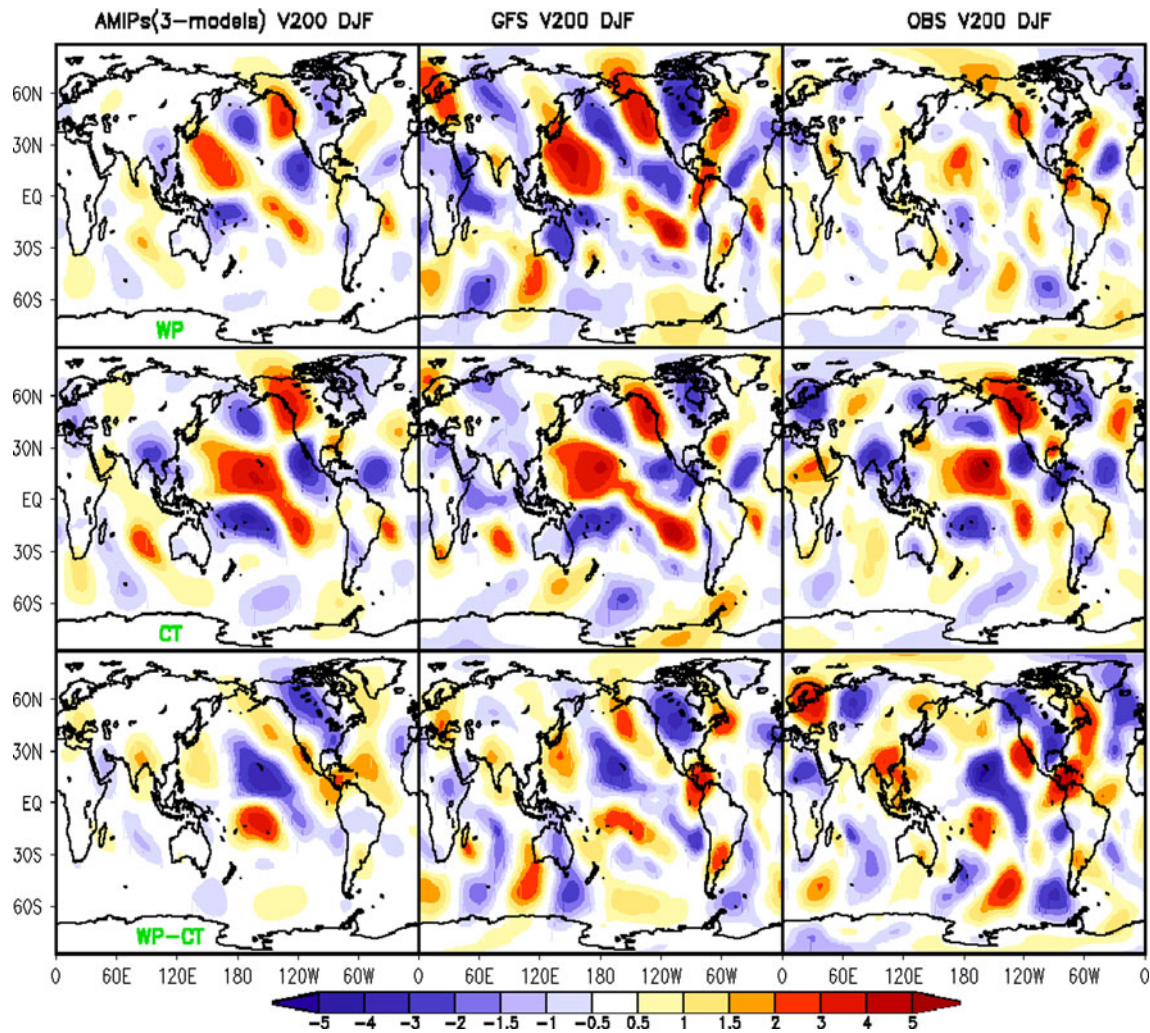 AMIPs(3-models) V200 DJF GFS V200 DJF OBS V200 DJF
60N
30N
EQ
30S
60S
WP
60N
30N
EQ
30S
60S
CT
60N
30N
EQ
30S
60S
WP-CT
0 60E 120E 180 120W 60W 0 60E 120E 180 120W 60W 0 60E 120E 180 120W 60W 0
-5 -4 -3 -2 -1.5 -1 -0.5 0.5 1 1.5 2 3 4 5